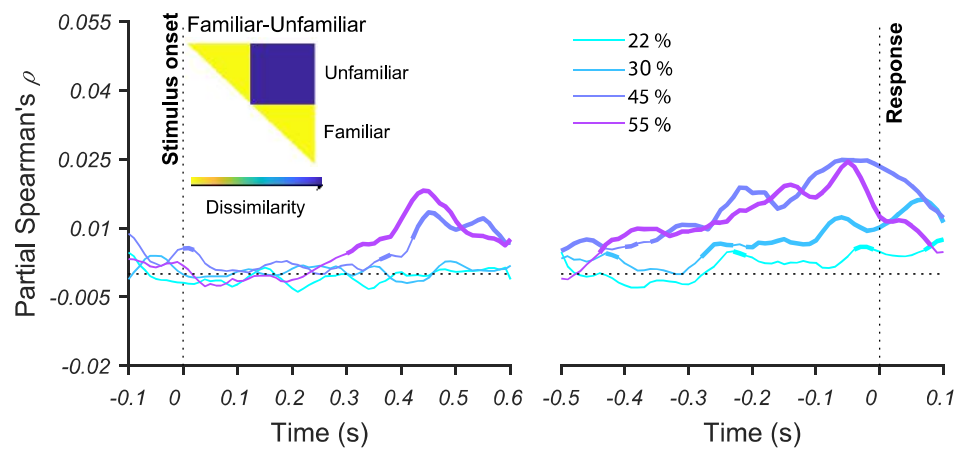 0.055
0.04
0.025
0.01
-0.005
-0.02
Partial Spearman's ρ
Stimulus onset
Familiar-Unfamiliar
Unfamiliar
Familiar
Dissimilarity
-0.1 0 0.1 0.2 0.3 0.4 0.5 0.6
Time (s)
22 %
30 %
45 %
55 %
Response
-0.5 -0.5 -0.3 -0.1 -0.1 0 0.1
Time (s)